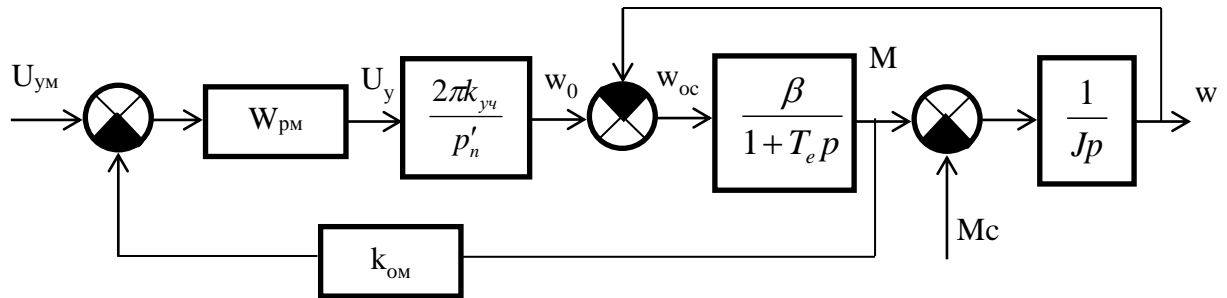 U_ум
W_рм
U_у
2πk_уч
p'_n
w_0
w_ос
β
1 + T_e p
M
Mc
1
Jp
w
k_ом